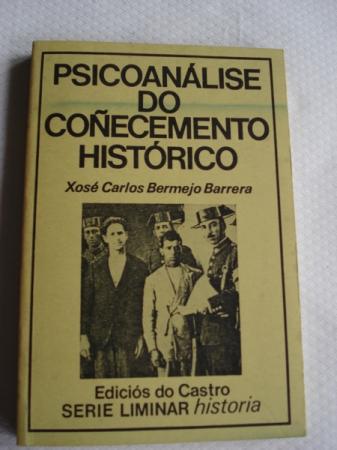 PSICOANÁLISE
DO
COÑECEMENTO
HISTÓRICO
Xosé Carlos Bermejo Barrera
Ediciós do Castro
SERIE LIMINAR historia